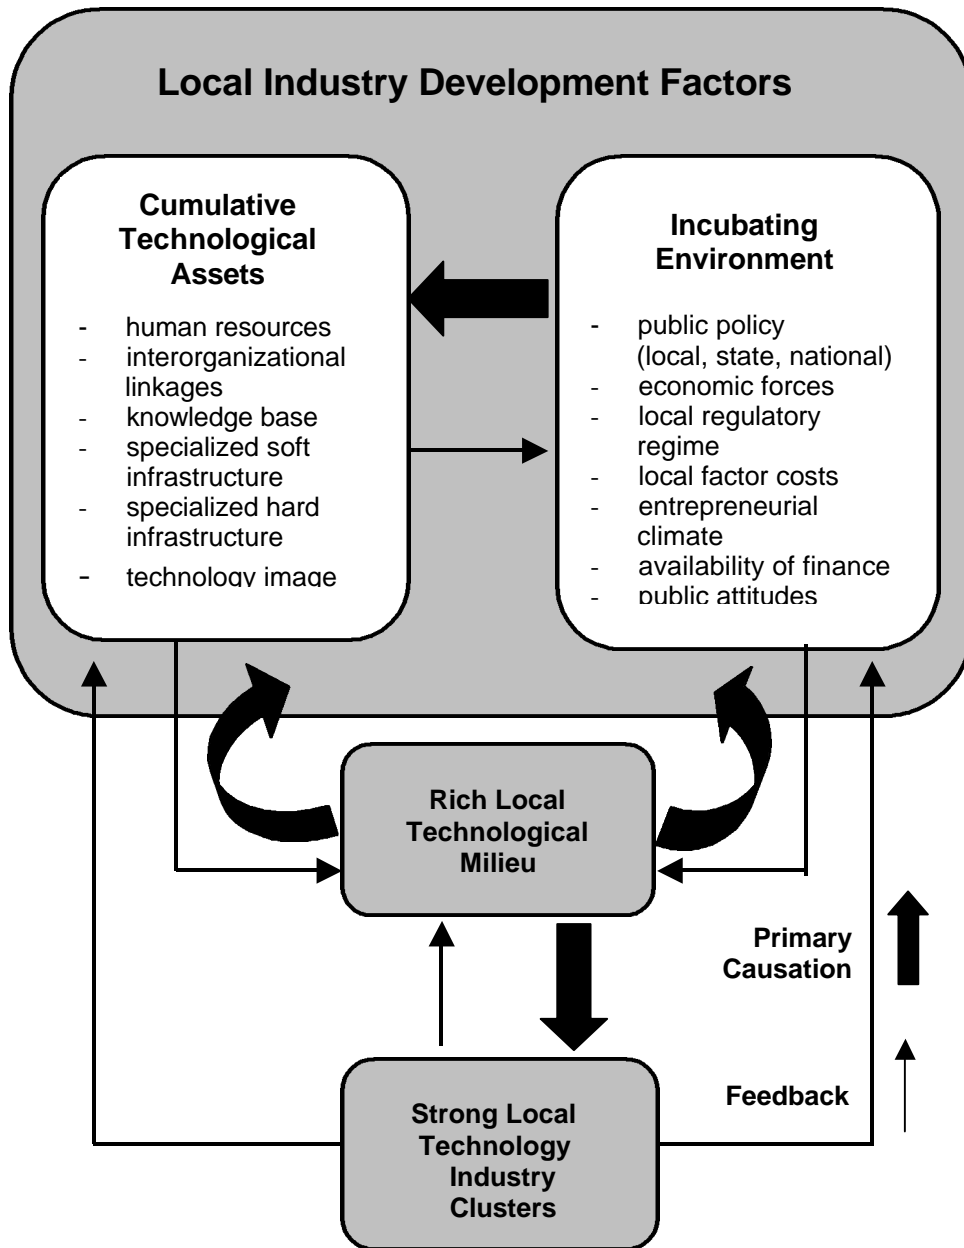 Local Industry Development Factors
Cumulative
Technological
Assets
- human resources
- interorganizational
linkages
- knowledge base
- specialized soft
infrastructure
- specialized hard
infrastructure
- technology image
Incubating
Environment
- public policy
(local, state, national)
- economic forces
- local regulatory
regime
- local factor costs
- entrepreneurial
climate
- availability of finance
- public attitudes
Rich Local
Technological
Milieu
Primary
Causation
Feedback
Strong Local
Technology
Industry
Clusters